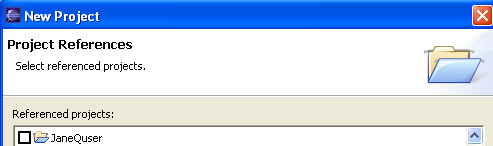 New Project
Project References
Select referenced projects.
Referenced projects:
JaneQuser